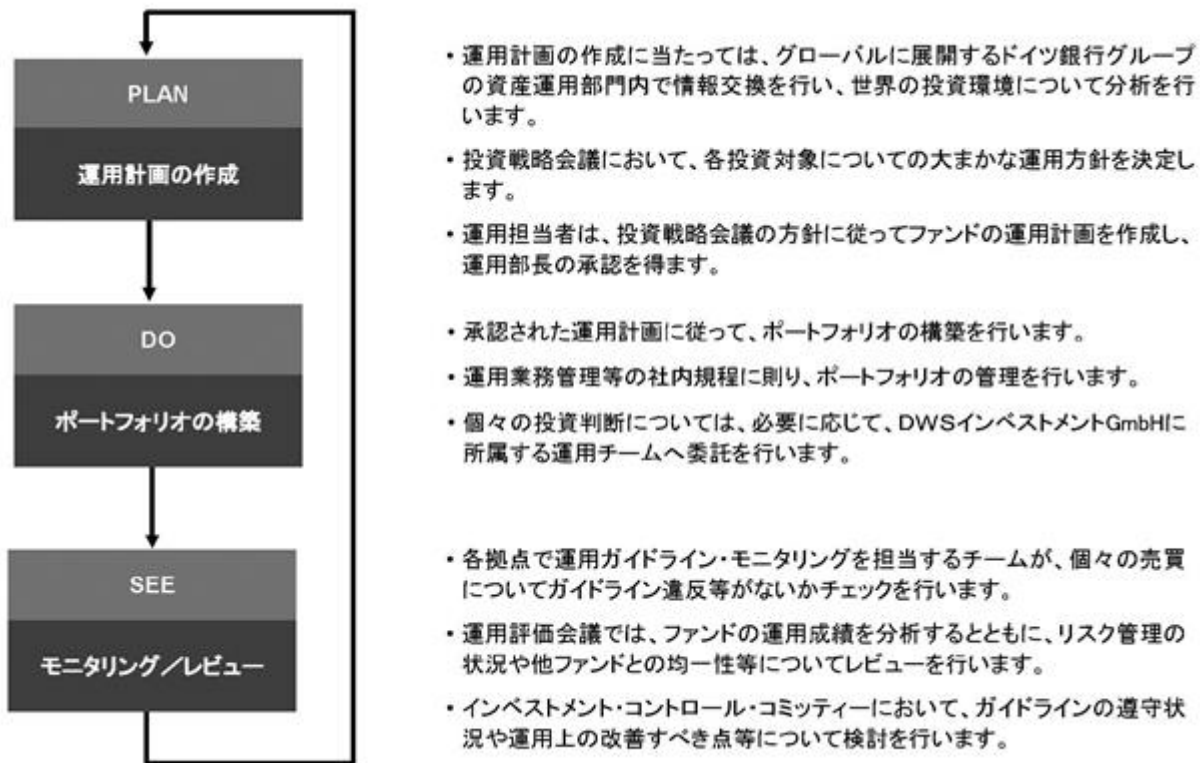 PLAN
運用計画の作成
・運用計画の作成に当たっては、グローバルに展開するドイツ銀行グループ
の資産運用部門内で情報交換を行い、世界の投資環境について分析を行
います。
・投資戦略会議において、各投資対象についての大まかな運用方針を決定し
ます。
・運用担当者は、投資戦略会議の方針に従ってファンドの運用計画を作成し、
運用部長の承認を得ます。
DO
ポートフォリオの構築
・承認された運用計画に従って、ポートフォリオの構築を行います。
・運用業務管理等の社内規程に則り、ポートフォリオの管理を行います。
・個々の投資判断については、必要に応じて、DWSインベストメントGmbHに
所属する運用チームへ委託を行います。
SEE
モニタリング／レビュー
・各拠点で運用ガイドライン・モニタリングを担当するチームが、個々の売買
についてガイドライン違反等がないかチェックを行います。
・運用評価会議では、ファンドの運用成績を分析するとともに、リスク管理の
状況や他ファンドとの均一性等についてレビューを行います。
・インベストメント・コントロール・コミッティーにおいて、ガイドラインの遵守状
況や運用上の改善すべき点等について検討を行います。